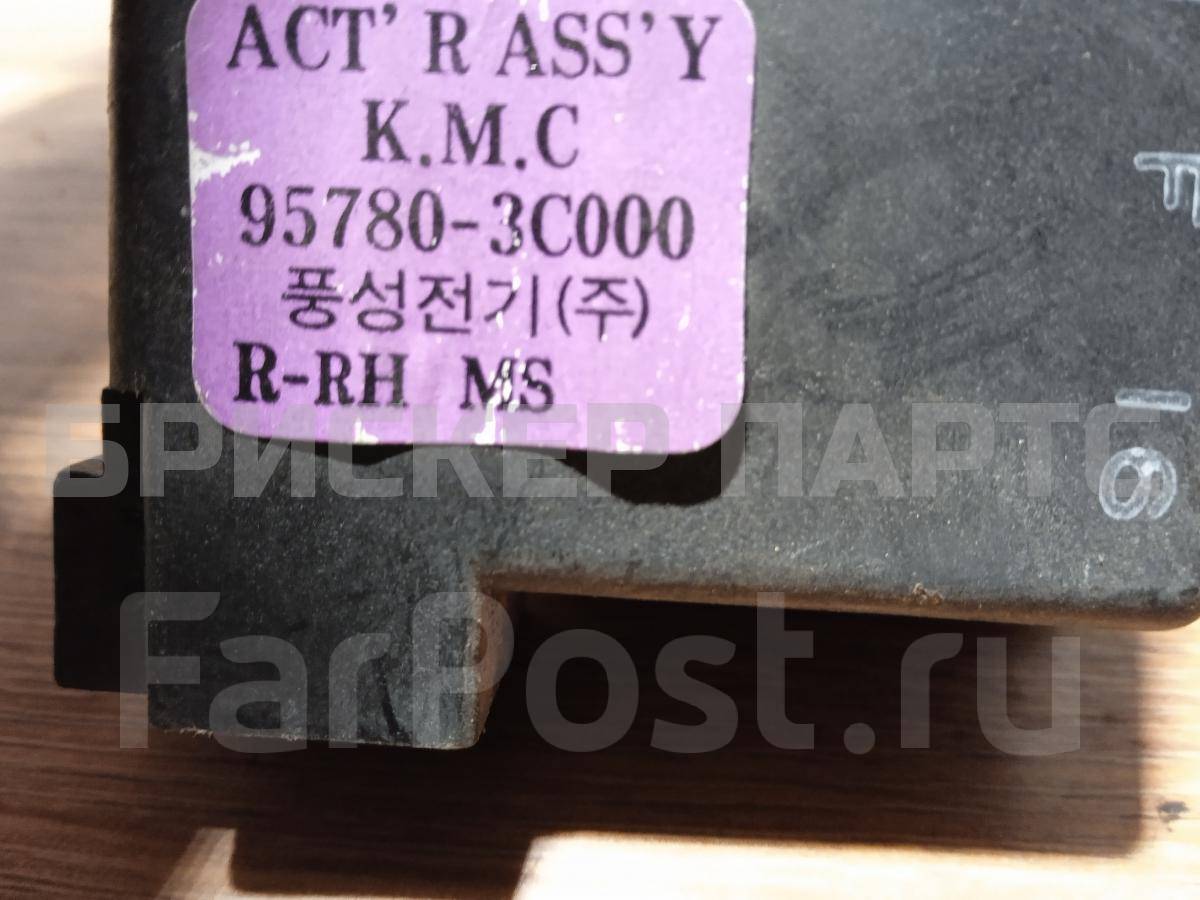 ACT' R ASS'Y
K.M.C
95780-3C000
풍성전기(주)
R-RH MS
БРИСКЕР ПАРТС
FarPost.ru